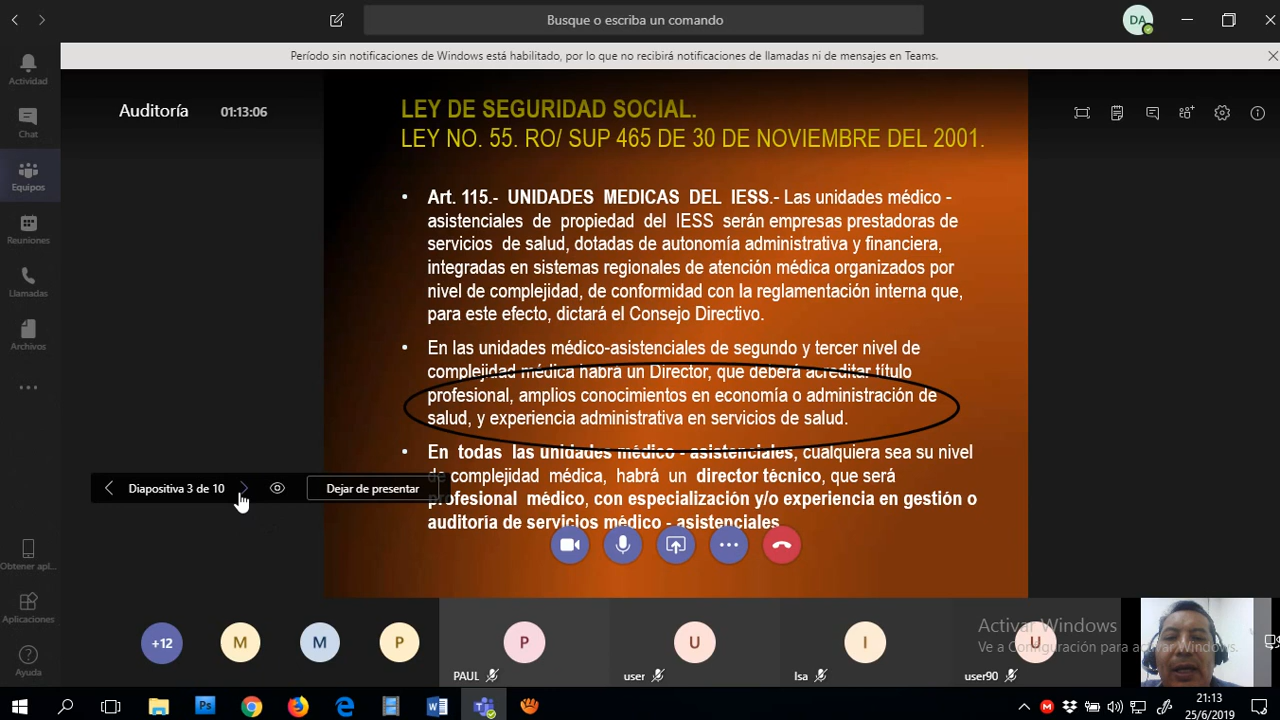 Busque o escriba un comando
DA
Período sin notificaciones de Windows está habilitado, por lo que no recibirá notificaciones de llamadas ni de mensajes en Teams.
Actividad
Chat
Equipos
Reuniones
Llamadas
Archivos
Obtener apl...
Aplicaciones
Ayuda
Auditoría 01:13:06
LEY DE SEGURIDAD SOCIAL.
LEY NO. 55. RO/ SUP 465 DE 30 DE NOVIEMBRE DEL 2001.
• Art. 115.- UNIDADES MEDICAS DEL IESS.- Las unidades médico -
asistenciales de propiedad del IESS serán empresas prestadoras de
servicios de salud, dotadas de autonomía administrativa y financiera,
integradas en sistemas regionales de atención médica organizados por
nivel de complejidad, de conformidad con la reglamentación interna que,
para este efecto, dictará el Consejo Directivo.
• En las unidades médico-asistenciales de segundo y tercer nivel de
complejidad médica habrá un Director, que deberá acreditar título
profesional, amplios conocimientos en economía o administración de
salud, y experiencia administrativa en servicios de salud.
• En todas las unidades médico - asistenciales, cualquiera sea su nivel
de complejidad médica, habrá un director técnico, que será
profesional médico, con especialización y/o experiencia en gestión o
auditoría de servicios médico - asistenciales
Diapositiva 3 de 10
Dejar de presentar
+12 M M P P U I U
PAUL user Isa user90
Activar Windows
Ve a Configuración para activar Windows.
21:13
25/6/2019